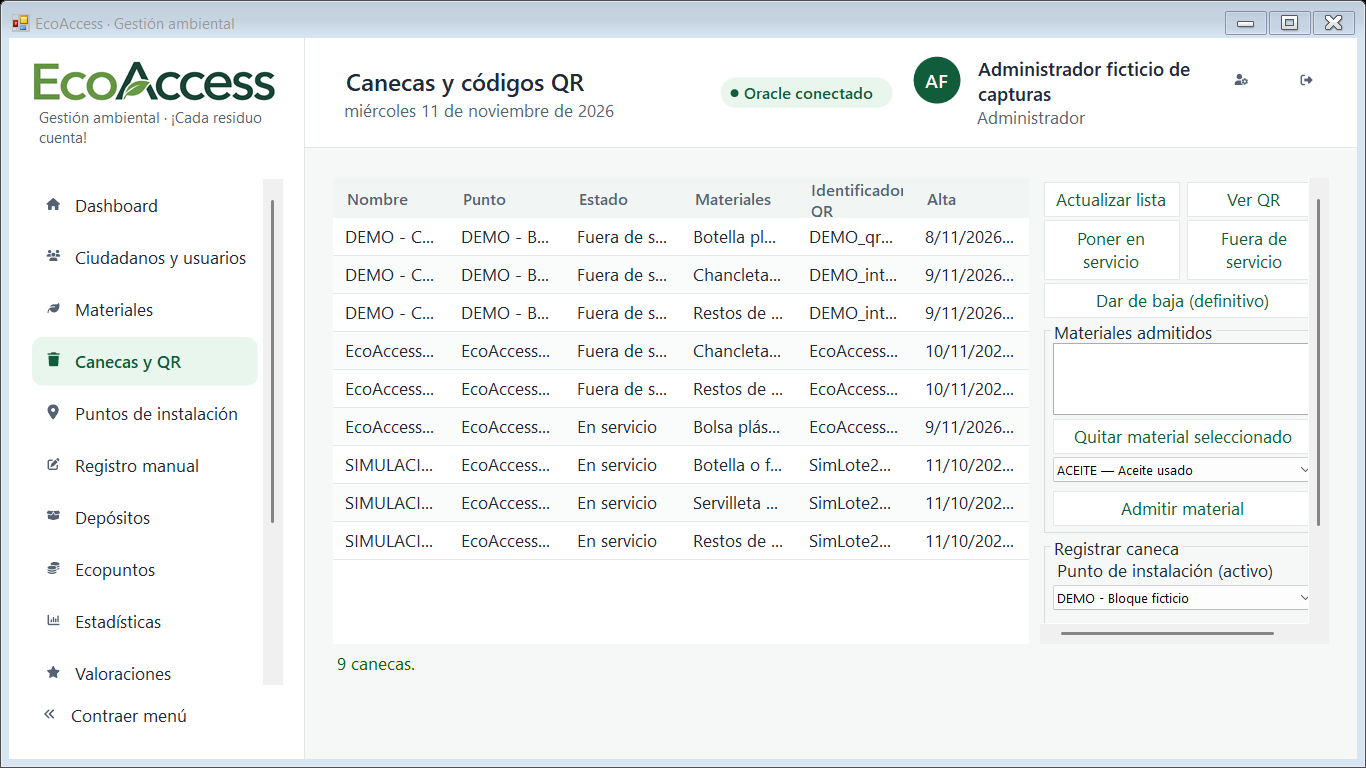 EcoAccess · Gestión ambiental
EcoAccess
Gestión ambiental · ¡Cada residuo
cuenta!
Dashboard
Ciudadanos y usuarios
Materiales
Canecas y QR
Puntos de instalación
Registro manual
Depósitos
Ecopuntos
Estadísticas
Valoraciones
Contraer menú
Canecas y códigos QR
miércoles 11 de noviembre de 2026
Oracle conectado
AF
Administrador ficticio de
capturas
Administrador
Nombre Punto Estado Materiales Identificador QR Alta
DEMO - C... DEMO - B... Fuera de s... Botella pl... DEMO_qr... 8/11/2026...
DEMO - C... DEMO - B... Fuera de s... Chancleta... DEMO_int... 9/11/2026...
DEMO - C... DEMO - B... Fuera de s... Restos de ... DEMO_int... 9/11/2026...
EcoAccess... EcoAccess... Fuera de s... Chancleta... EcoAccess... 10/11/202...
EcoAccess... EcoAccess... Fuera de s... Restos de ... EcoAccess... 10/11/202...
EcoAccess... EcoAccess... En servicio Bolsa plás... EcoAccess... 9/11/2026...
SIMULACI... EcoAccess... En servicio Botella o f... SimLote2... 11/10/202...
SIMULACI... EcoAccess... En servicio Servilleta ... SimLote2... 11/10/202...
SIMULACI... EcoAccess... En servicio Restos de ... SimLote2... 11/10/202...
9 canecas.
Actualizar lista
Ver QR
Poner en
servicio
Fuera de
servicio
Dar de baja (definitivo)
Materiales admitidos
Quitar material seleccionado
ACEITE — Aceite usado
Admitir material
Registrar caneca
Punto de instalación (activo)
DEMO - Bloque ficticio